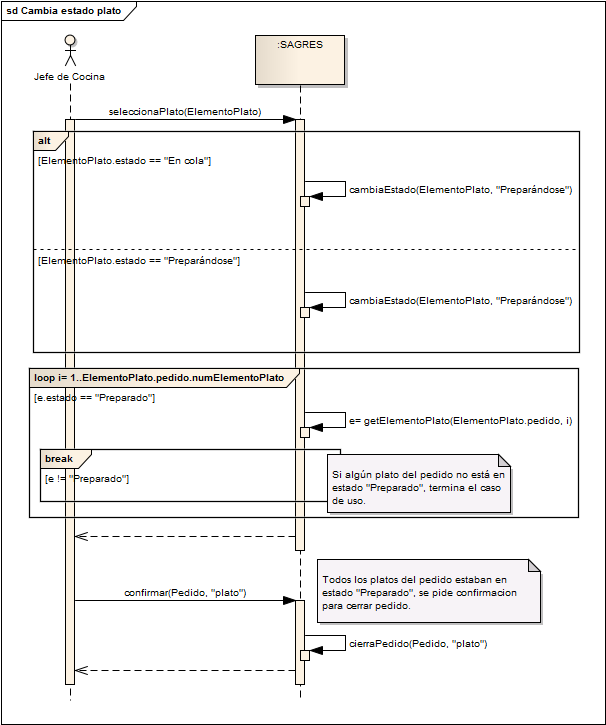 sd Cambia estado plato
Jefe de Cocina
:SAGRES
seleccionaPlato(ElementoPlato)
alt
[ElementoPlato.estado == "En cola"]
cambiaEstado(ElementoPlato, "Preparándose")
[ElementoPlato.estado == "Preparándose"]
cambiaEstado(ElementoPlato, "Preparándose")
loop i= 1..ElementoPlato.pedido.numElementoPlato
[e.estado == "Preparado"]
e= getElementoPlato(ElementoPlato.pedido, i)
break
[e != "Preparado"]
Si algún plato del pedido no está en
estado "Preparado", termina el caso
de uso.
Todos los platos del pedido estaban en
estado "Preparado", se pide confirmacion
para cerrar pedido.
confirmar(Pedido, "plato")
cierraPedido(Pedido, "plato")